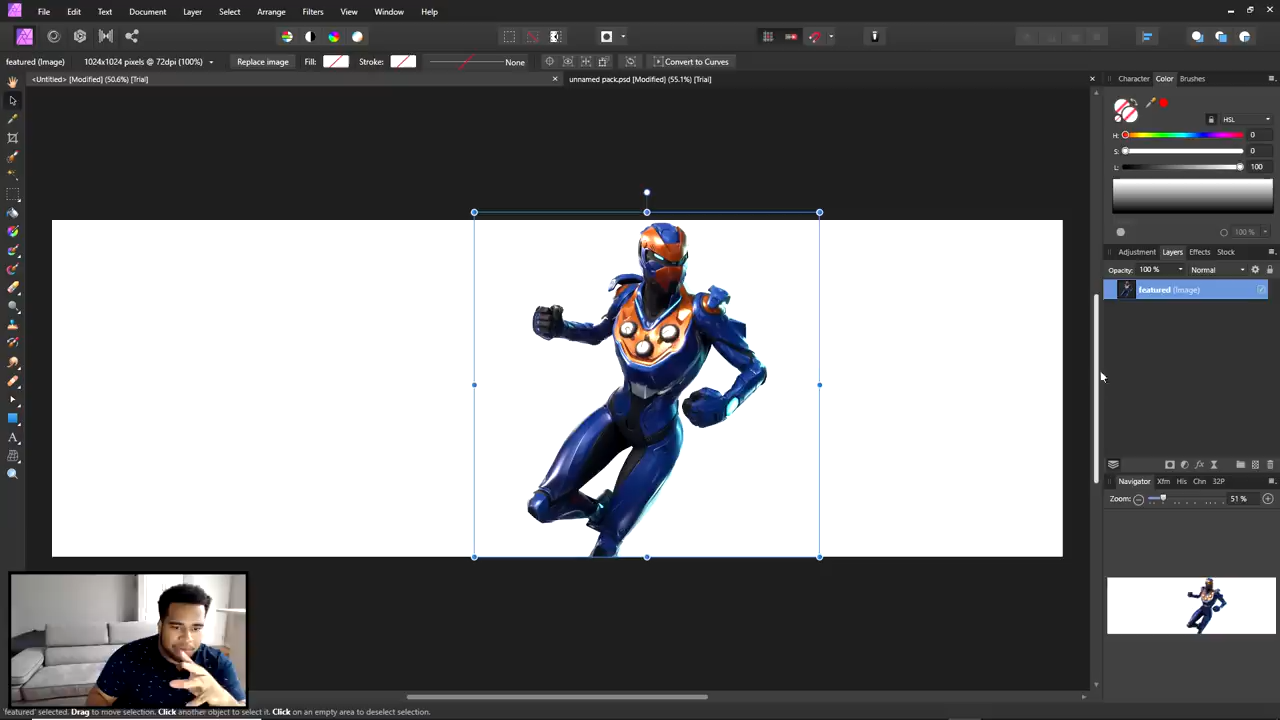 File Edit Text Document Layer Select Arrange Filters View Window Help
featured (Image) 1024x1024 pixels @ 72dpi (100%) Replace image Fill: Stroke: None Convert to Curves
<Untitled> [Modified] (50.6%) [Trial] unnamed pack.psd [Modified] (55.1%) [Trial]
Character Color Brushes
HSL
H: 0
S: 0
L: 100
100 %
Adjustment Layers Effects Stock
Opacity: 100 % Normal
featured (Image)
Navigator Xfm His Chn 32P
Zoom: 51 %
'featured' selected. Drag to move selection. Click another object to select it. Click on an empty area to deselect selection.